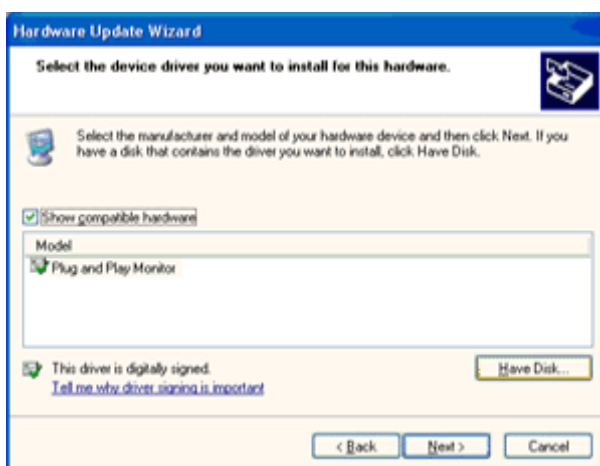 Hardware Update Wizard
Select the device driver you want to install for this hardware.
Select the manufacturer and model of your hardware device and then click Next. If you
have a disk that contains the driver you want to install, click Have Disk.
Show compatible hardware
Model
Plug and Play Monitor
This driver is digitally signed.
Have Disk...
Tell me why driver signing is important
< Back
Next >
Cancel